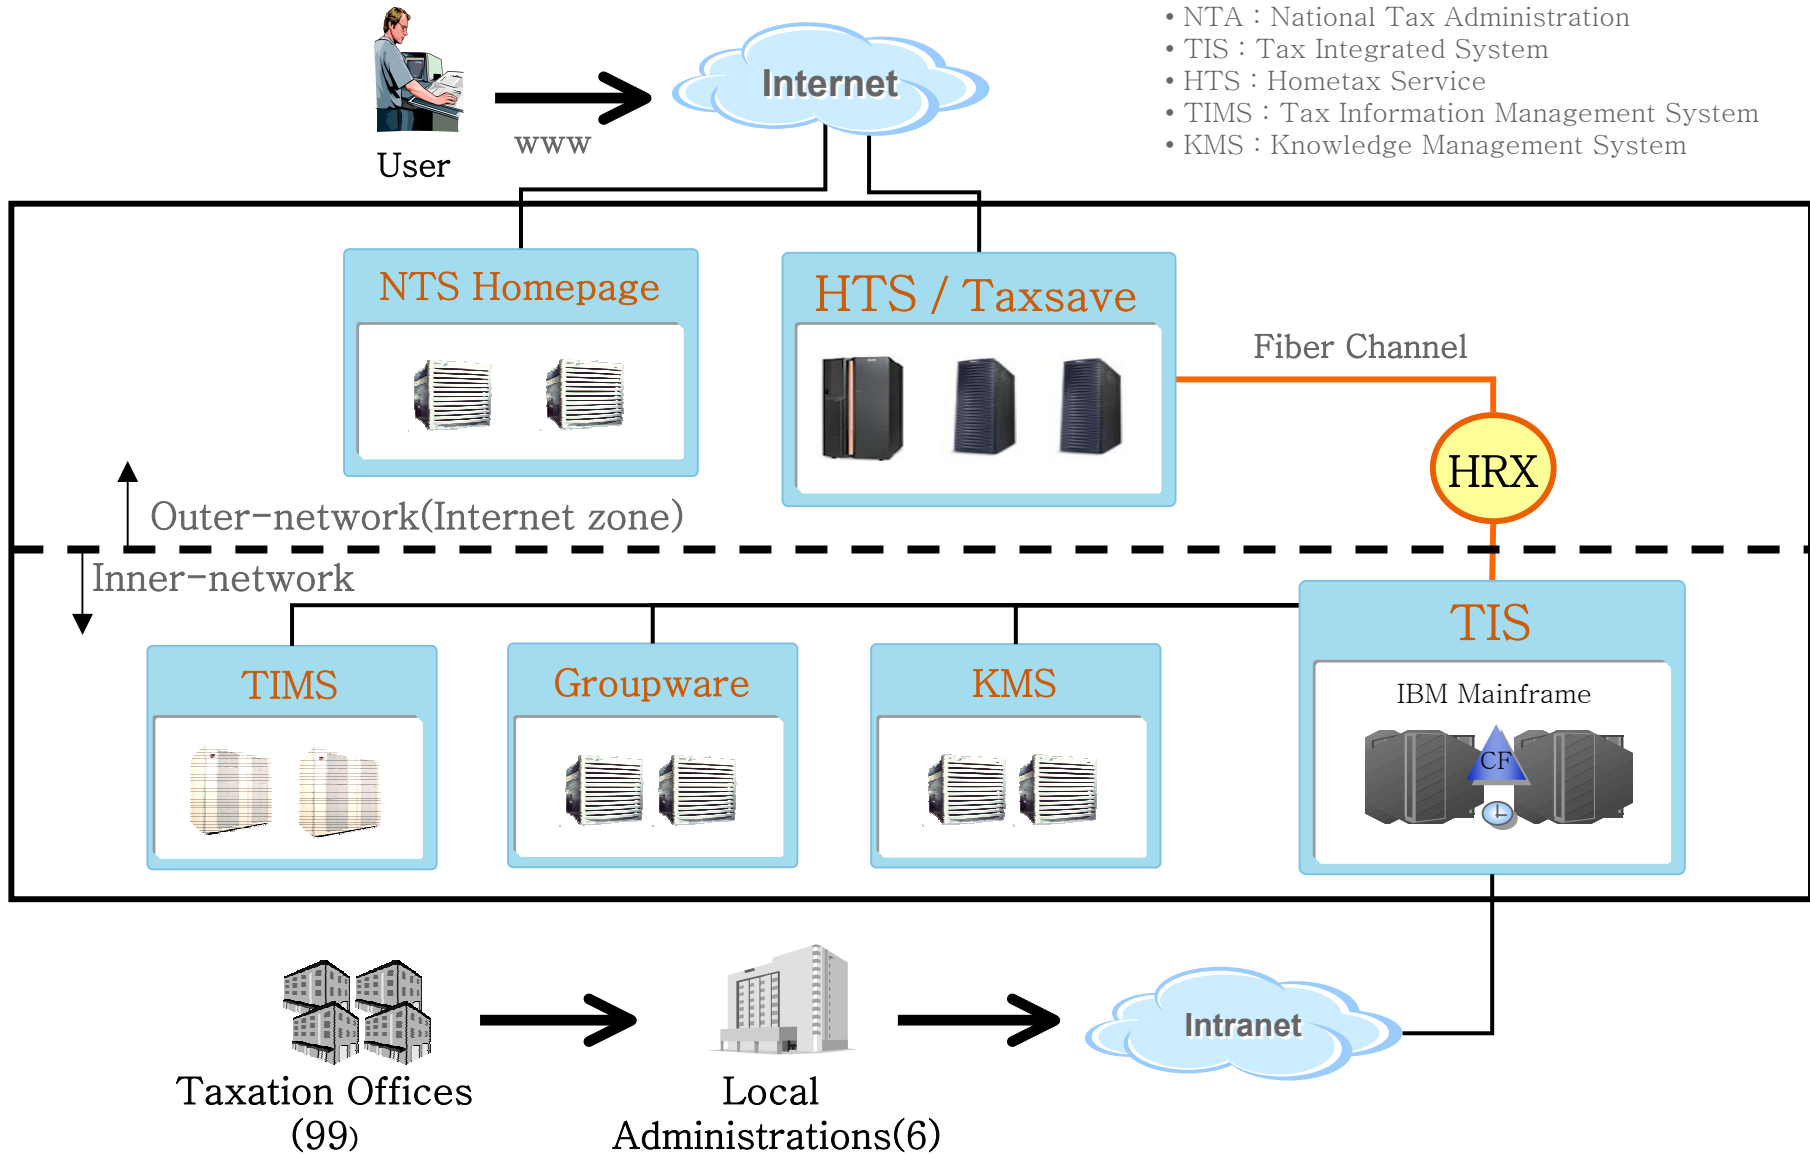 • NTA : National Tax Administration
• TIS : Tax Integrated System
• HTS : Hometax Service
• TIMS : Tax Information Management System
• KMS : Knowledge Management System
Internet
www
User
NTS Homepage
HTS / Taxsave
Fiber Channel
HRX
Outer-network(Internet zone)
Inner-network
TIS
TIMS
Groupware
KMS
IBM Mainframe
CF
Intranet
Taxation Offices
(99)
Local
Administrations(6)